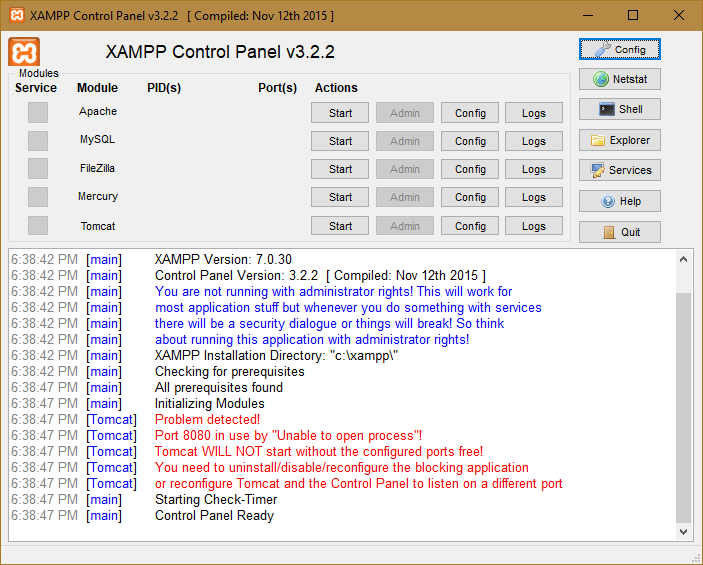 XAMPP Control Panel v3.2.2 [ Compiled: Nov 12th 2015 ]
XAMPP Control Panel v3.2.2
Config
Modules
Service Module PID(s) Port(s) Actions
Netstat
Apache Start Admin Config Logs
Shell
MySQL Start Admin Config Logs
Explorer
FileZilla Start Admin Config Logs
Services
Mercury Start Admin Config Logs
Help
Tomcat Start Admin Config Logs
Quit
6:38:42 PM [main] XAMPP Version: 7.0.30
6:38:42 PM [main] Control Panel Version: 3.2.2 [ Compiled: Nov 12th 2015 ]
6:38:42 PM [main] You are not running with administrator rights! This will work for
6:38:42 PM [main] most application stuff but whenever you do something with services
6:38:42 PM [main] there will be a security dialogue or things will break! So think
6:38:42 PM [main] about running this application with administrator rights!
6:38:42 PM [main] XAMPP Installation Directory: "c:\xampp\"
6:38:42 PM [main] Checking for prerequisites
6:38:47 PM [main] All prerequisites found
6:38:47 PM [main] Initializing Modules
6:38:47 PM [Tomcat] Problem detected!
6:38:47 PM [Tomcat] Port 8080 in use by "Unable to open process"!
6:38:47 PM [Tomcat] Tomcat WILL NOT start without the configured ports free!
6:38:47 PM [Tomcat] You need to uninstall/disable/reconfigure the blocking application
6:38:47 PM [Tomcat] or reconfigure Tomcat and the Control Panel to listen on a different port
6:38:47 PM [main] Starting Check-Timer
6:38:47 PM [main] Control Panel Ready